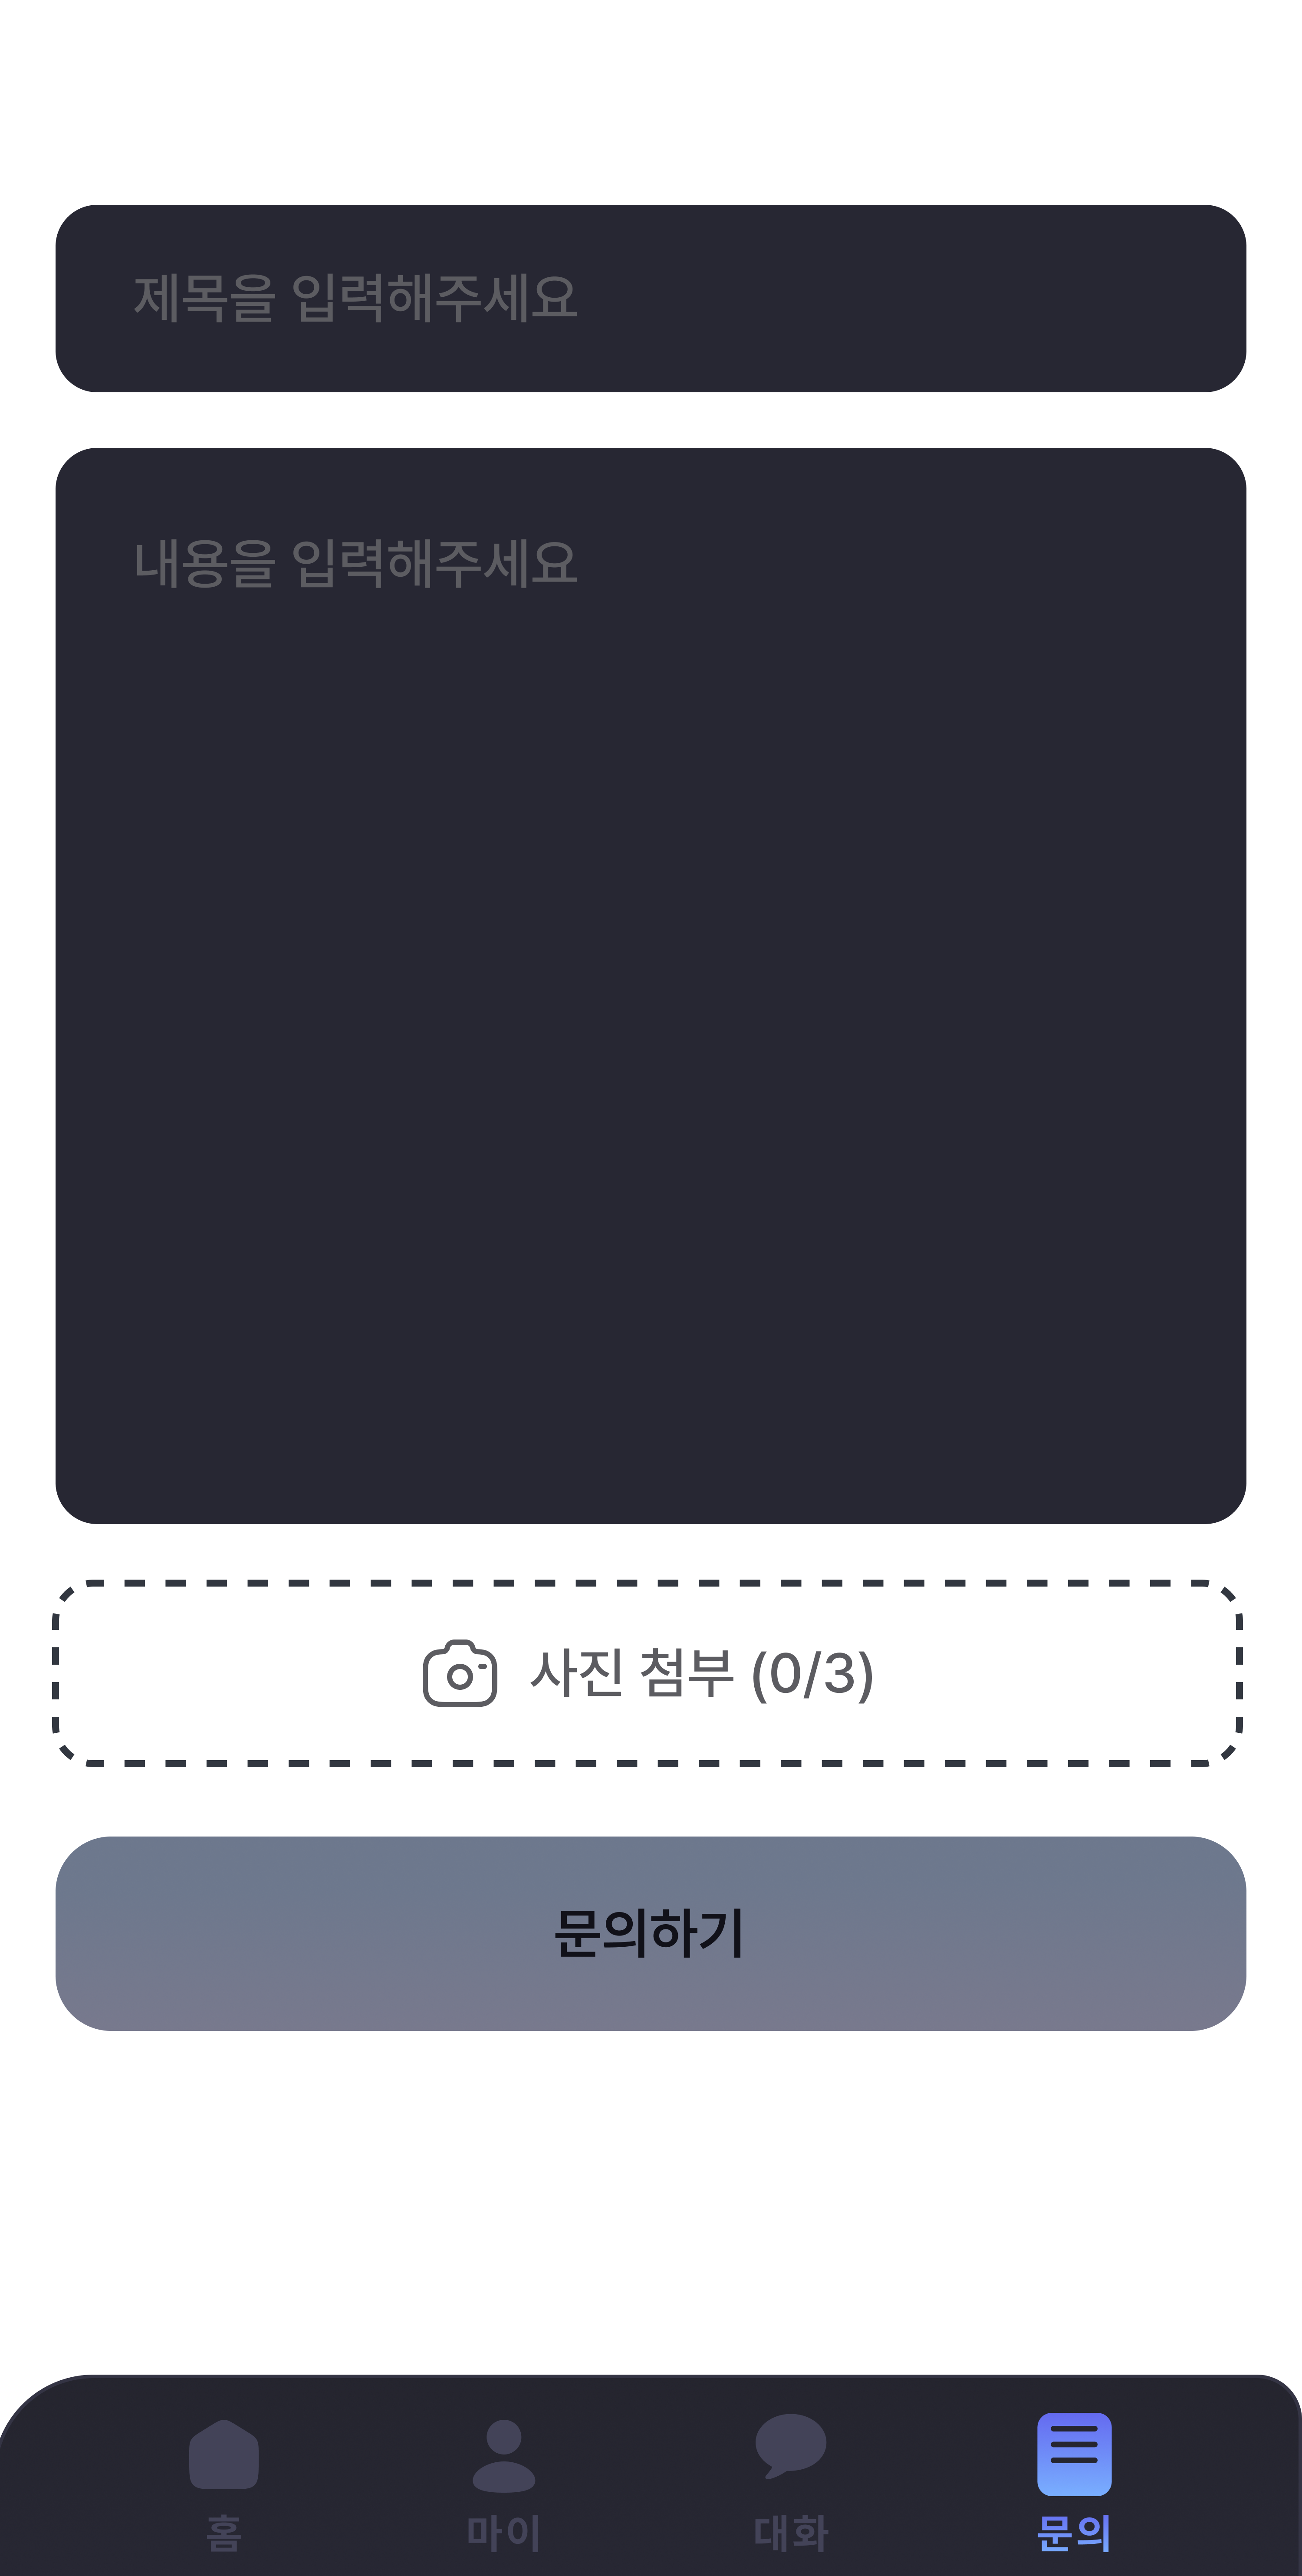 제목을 입력해주세요
내용을 입력해주세요
사진 첨부 (0/3)
문의하기
홈 마이 대화 문의